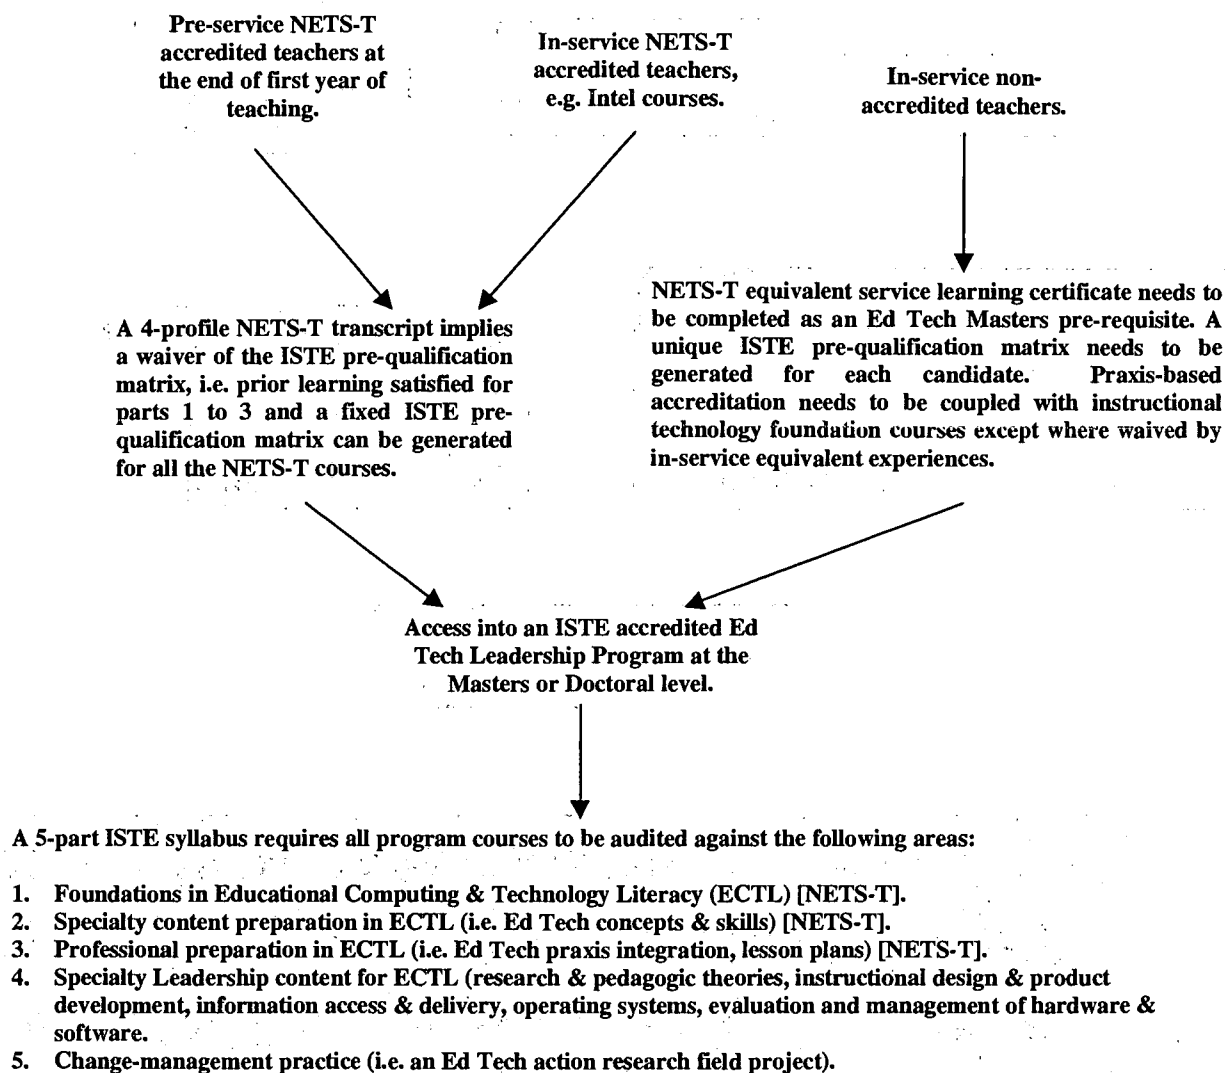 Pre-service NETS-T
accredited teachers at
the end of first year of
teaching.
In-service NETS-T
accredited teachers,
e.g. Intel courses.
In-service non-
accredited teachers.
A 4-profile NETS-T transcript implies
a waiver of the ISTE pre-qualification
matrix, i.e. prior learning satisfied for
parts 1 to 3 and a fixed ISTE pre-
qualification matrix can be generated
for all the NETS-T courses.
NETS-T equivalent service learning certificate needs to
be completed as an Ed Tech Masters pre-requisite. A
unique ISTE pre-qualification matrix needs to be
generated for each candidate. Praxis-based
accreditation needs to be coupled with instructional
technology foundation courses except where waived by
in-service equivalent experiences.
Access into an ISTE accredited Ed
Tech Leadership Program at the
Masters or Doctoral level.
A 5-part ISTE syllabus requires all program courses to be audited against the following areas:
1. Foundations in Educational Computing & Technology Literacy (ECTL) [NETS-T].
2. Specialty content preparation in ECTL (i.e. Ed Tech concepts & skills) [NETS-T].
3. Professional preparation in ECTL (i.e. Ed Tech praxis integration, lesson plans) [NETS-T].
4. Specialty Leadership content for ECTL (research & pedagogic theories, instructional design & product
development, information access & delivery, operating systems, evaluation and management of hardware &
software.
5. Change-management practice (i.e. an Ed Tech action research field project).